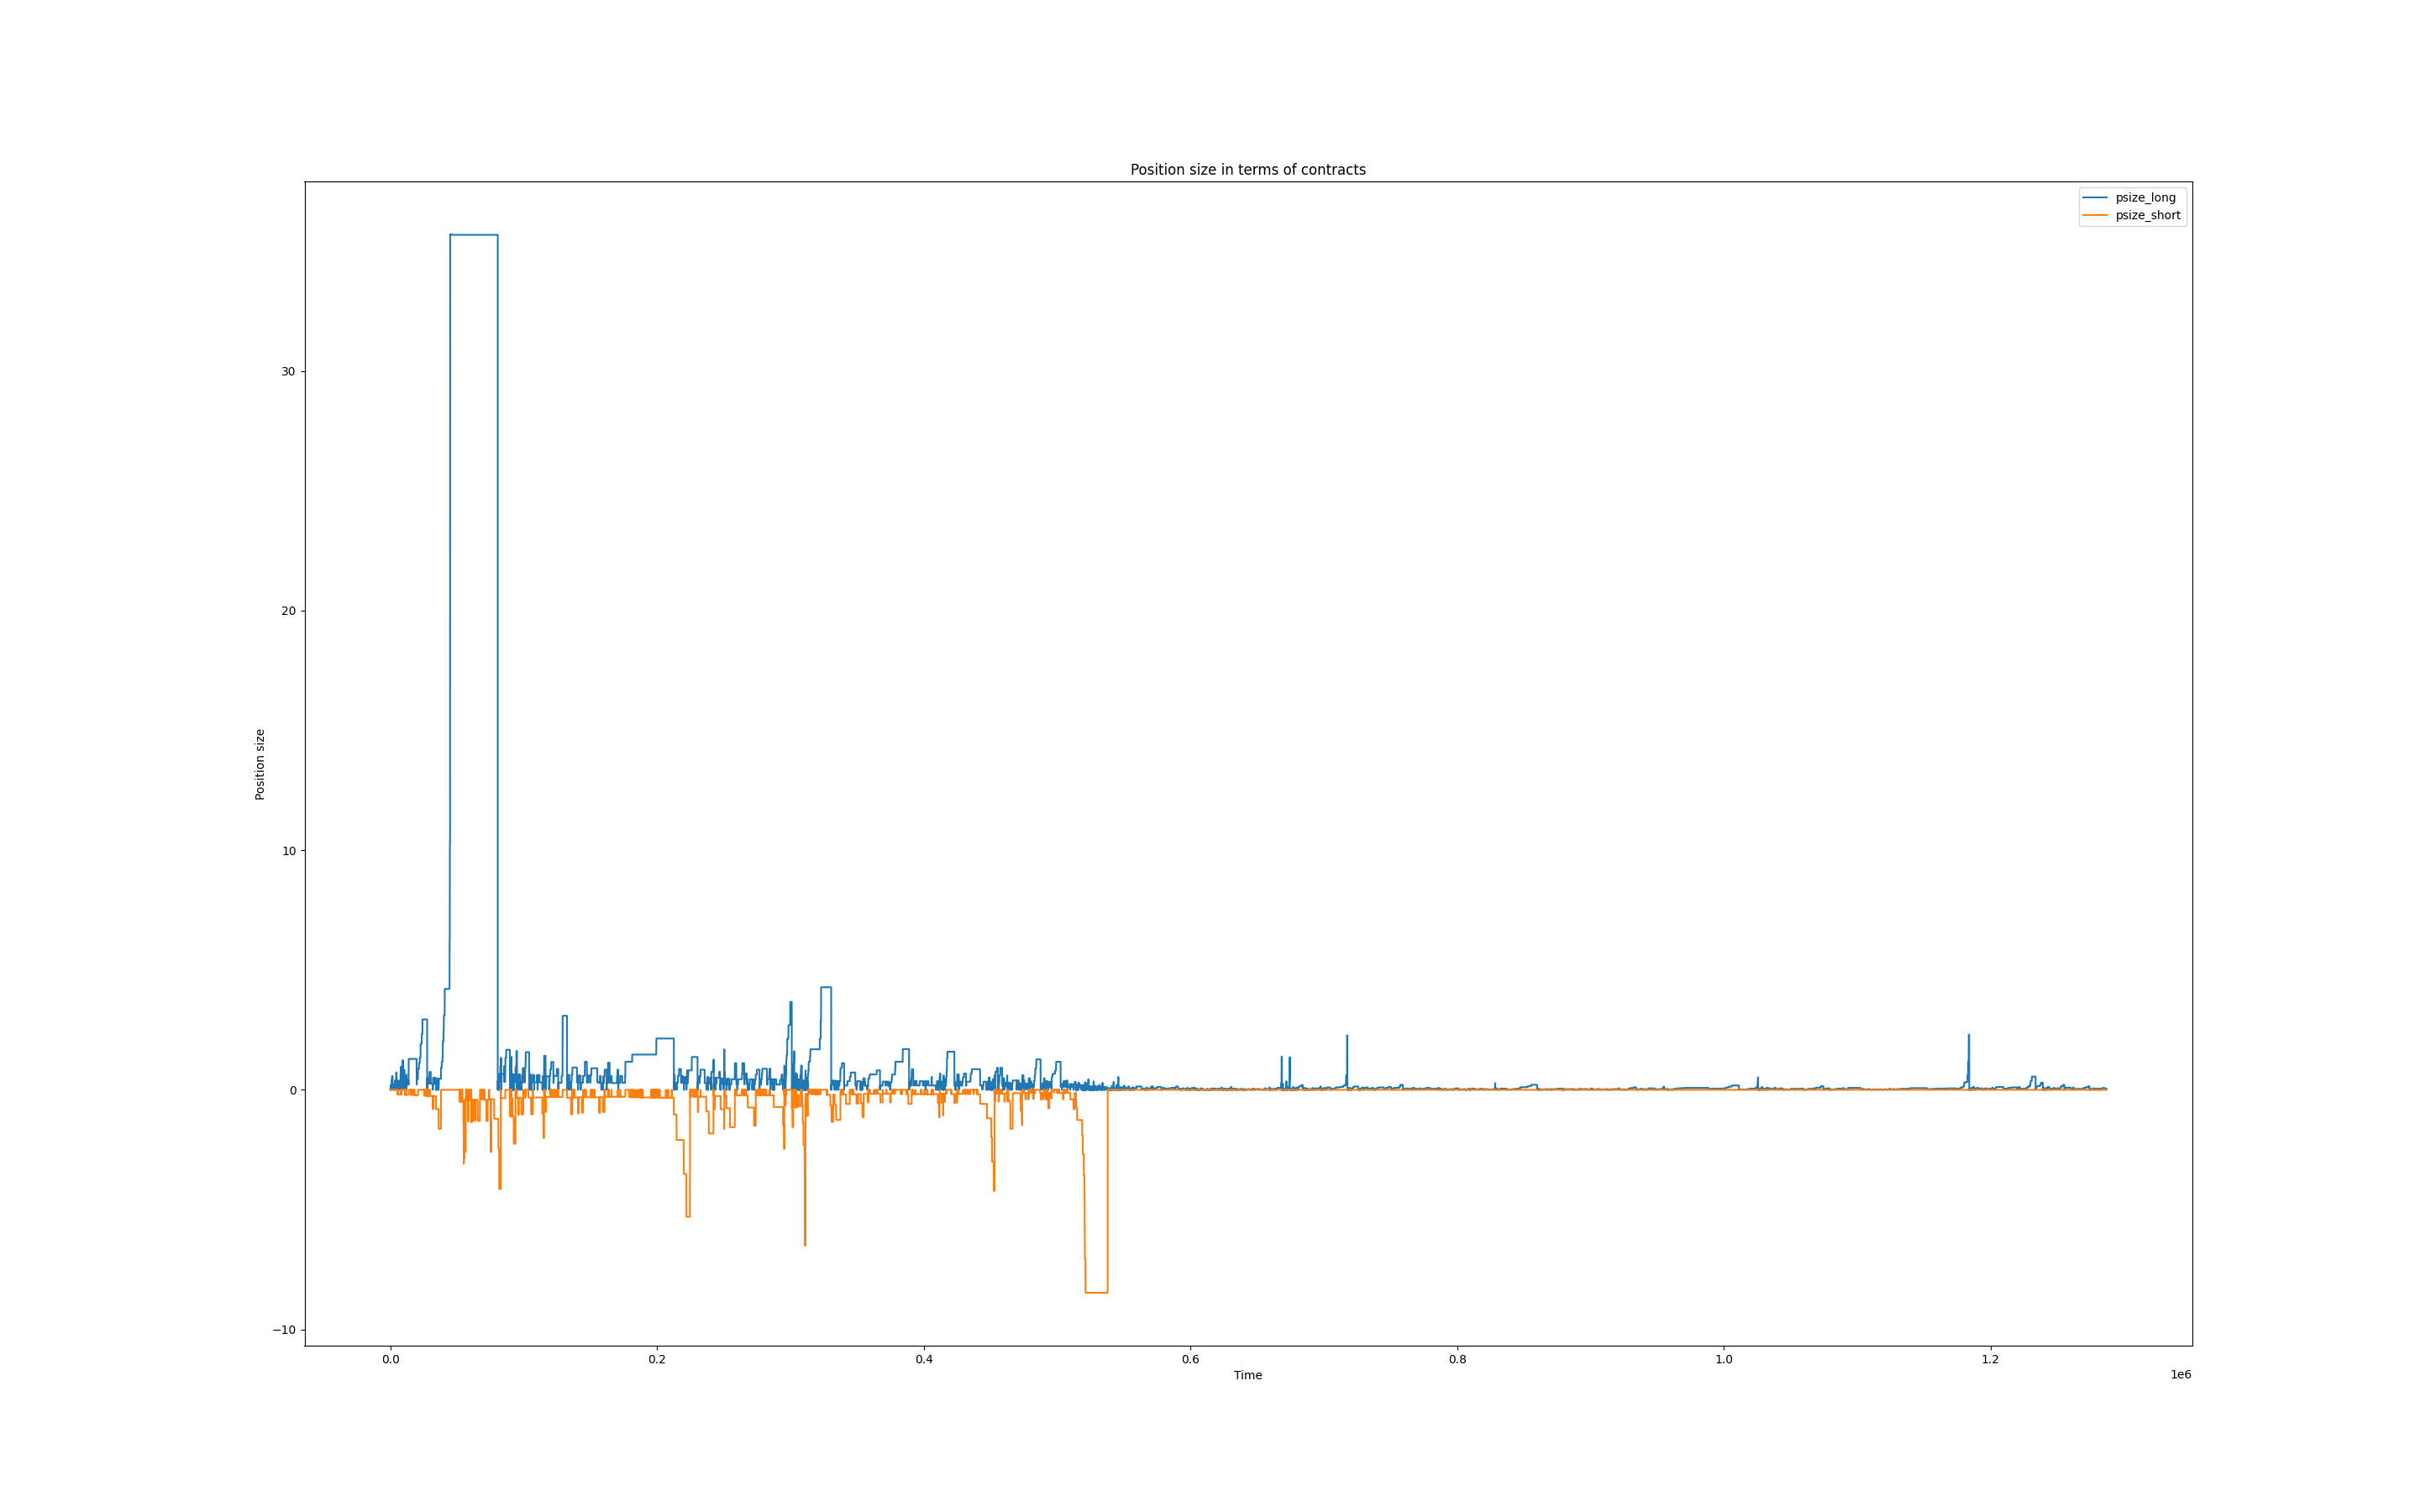 Position size in terms of contracts
psize_long
psize_short
Position size
30
20
10
0
−10
0.0
0.2
0.4
0.6
0.8
1.0
1.2
1e6
Time